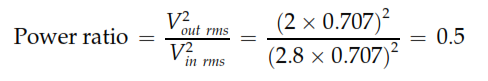 Power ratio = V²out rms / V²in rms = (2 × 0.707)² / (2.8 × 0.707)² = 0.5